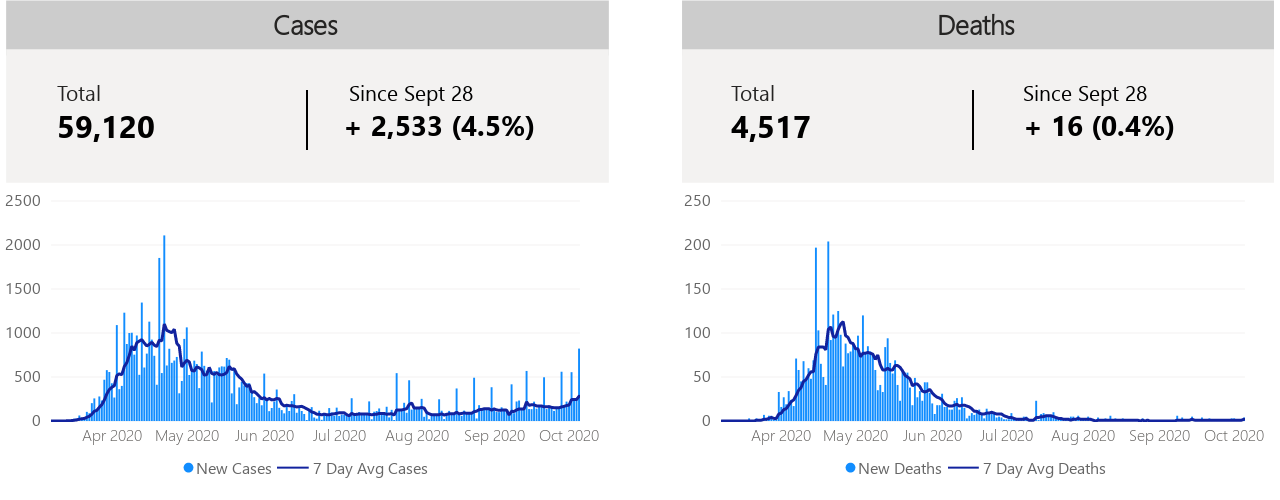 Cases
Total
Since Sept 28
59,120
+ 2,533 (4.5%)
2500
2000
1500
1000
500
0
Apr 2020 May 2020 Jun 2020 Jul 2020 Aug 2020 Sep 2020 Oct 2020
New Cases 7 Day Avg Cases
Deaths
Total
Since Sept 28
4,517
+ 16 (0.4%)
250
200
150
100
50
0
Apr 2020 May 2020 Jun 2020 Jul 2020 Aug 2020 Sep 2020 Oct 2020
New Deaths 7 Day Avg Deaths